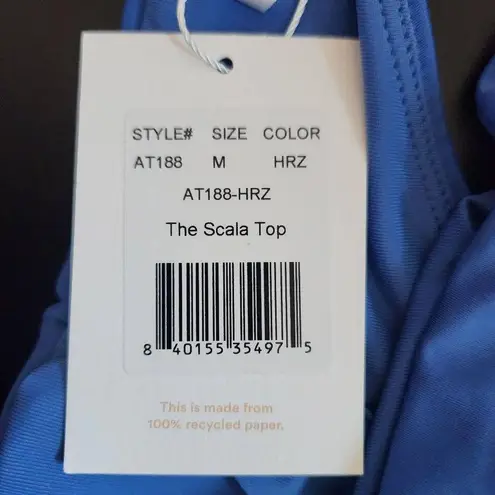 STYLE# SIZE COLOR
AT188 M HRZ
AT188-HRZ
The Scala Top
8 40155 35497 5
This is made from
100% recycled paper.